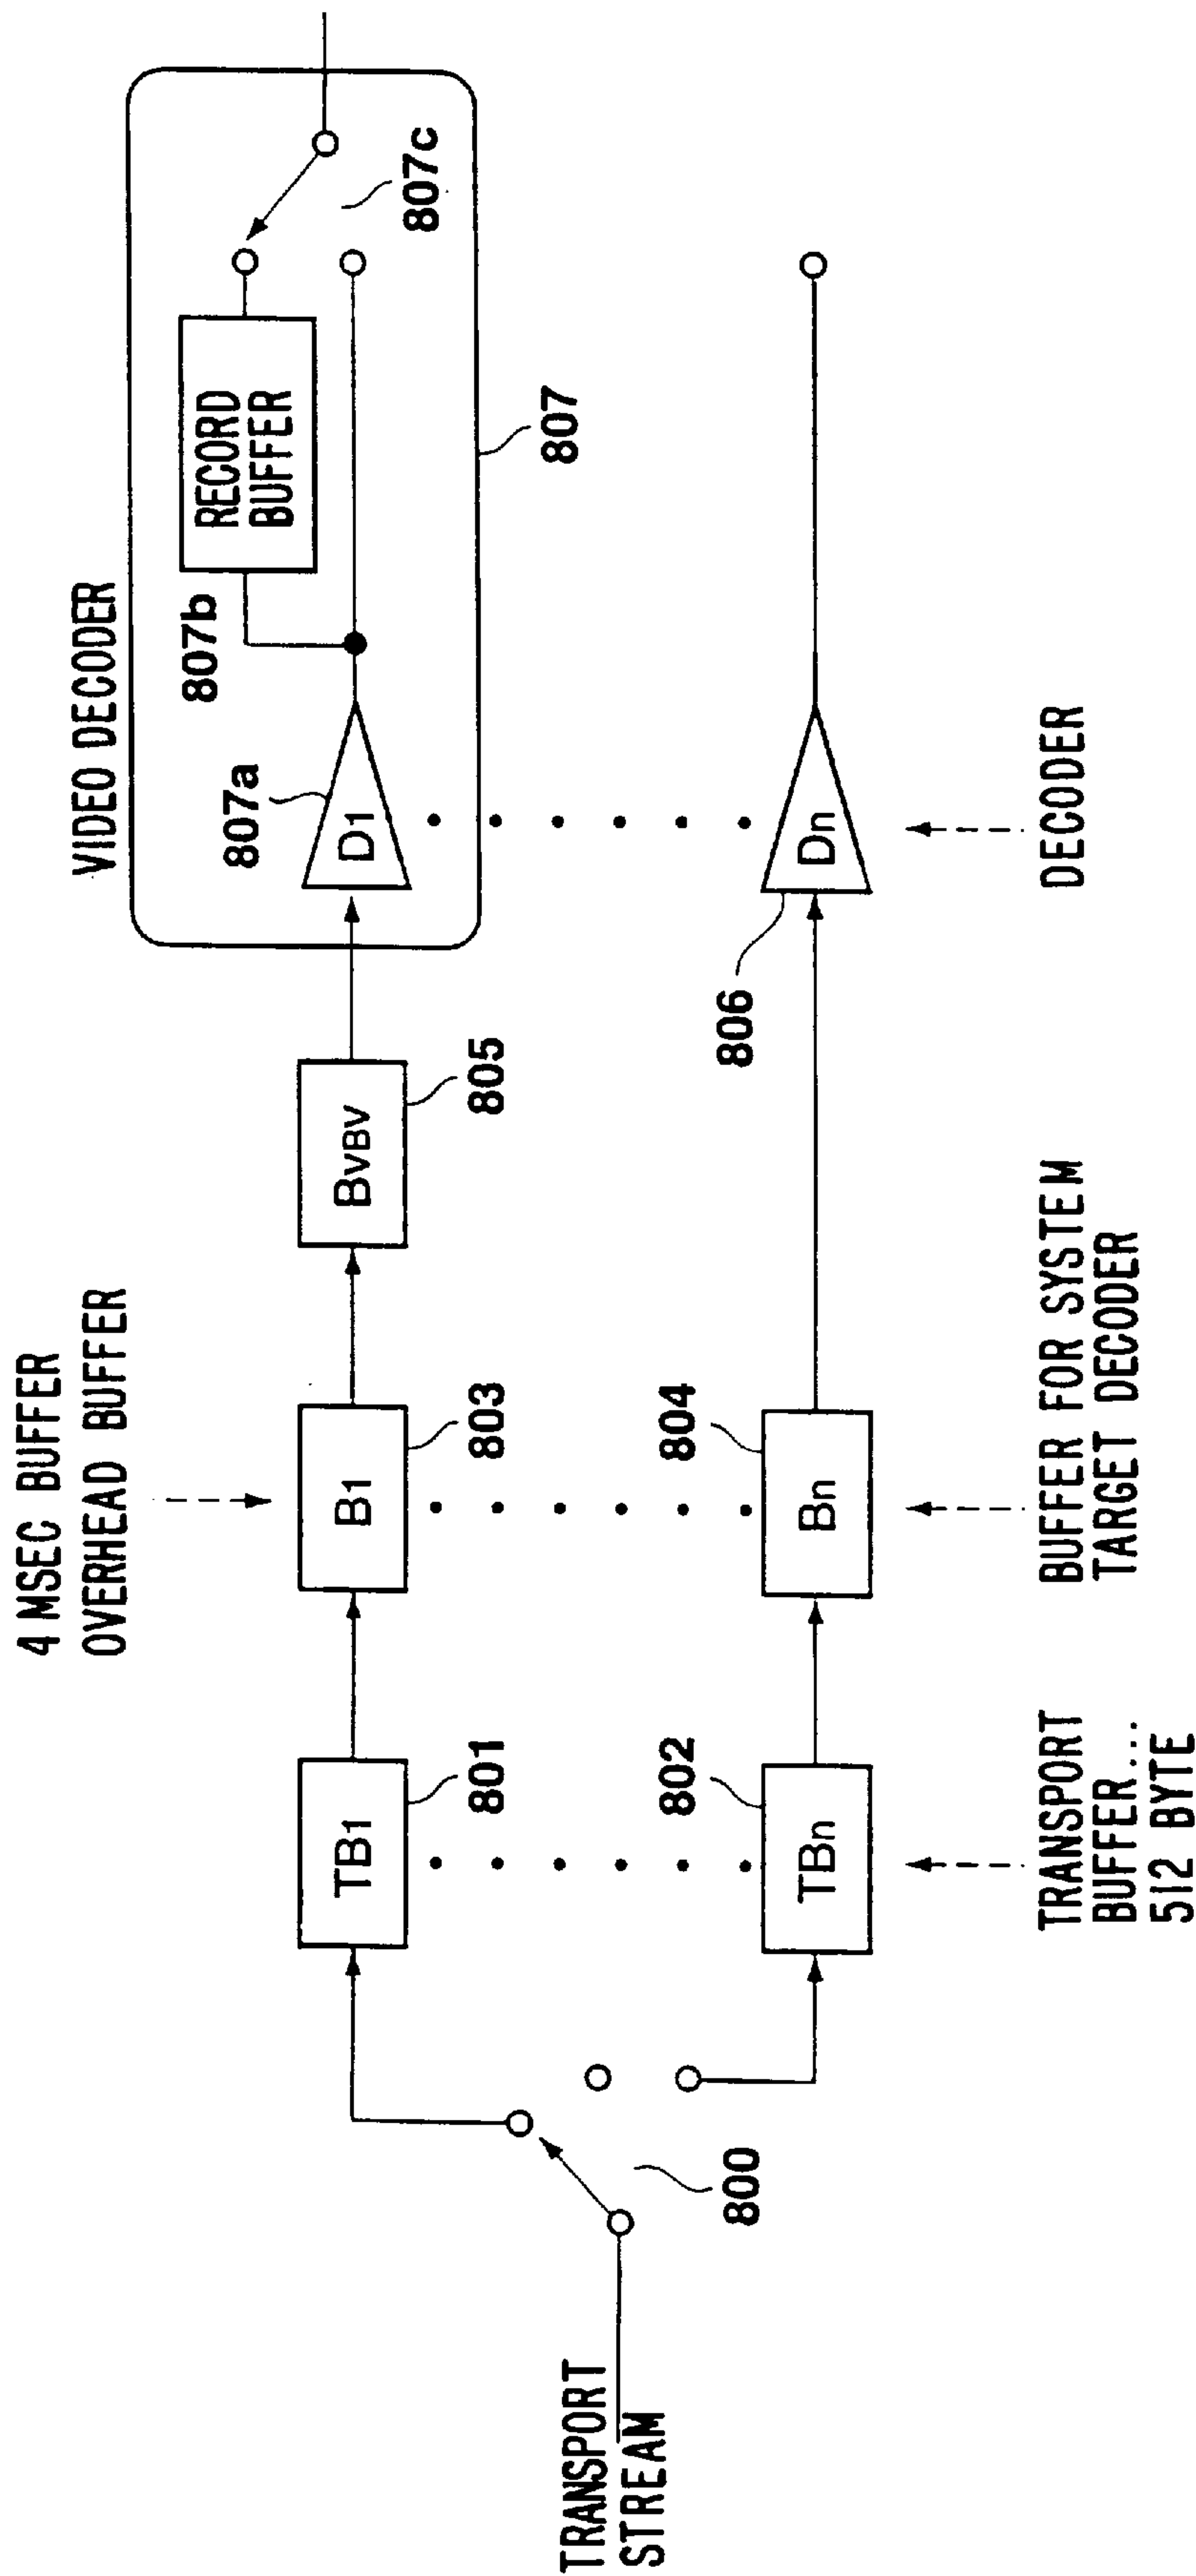 4 MSEC BUFFER
OVERHEAD BUFFER
VIDEO DECODER
807b
RECORD
BUFFER
807a
807c
TB1
B1
BVBV
D1
801
803
805
807
TRANSPORT
STREAM
800
802
804
806
TBn
Bn
Dn
TRANSPORT
BUFFER...
512 BYTE
BUFFER FOR SYSTEM
TARGET DECODER
DECODER